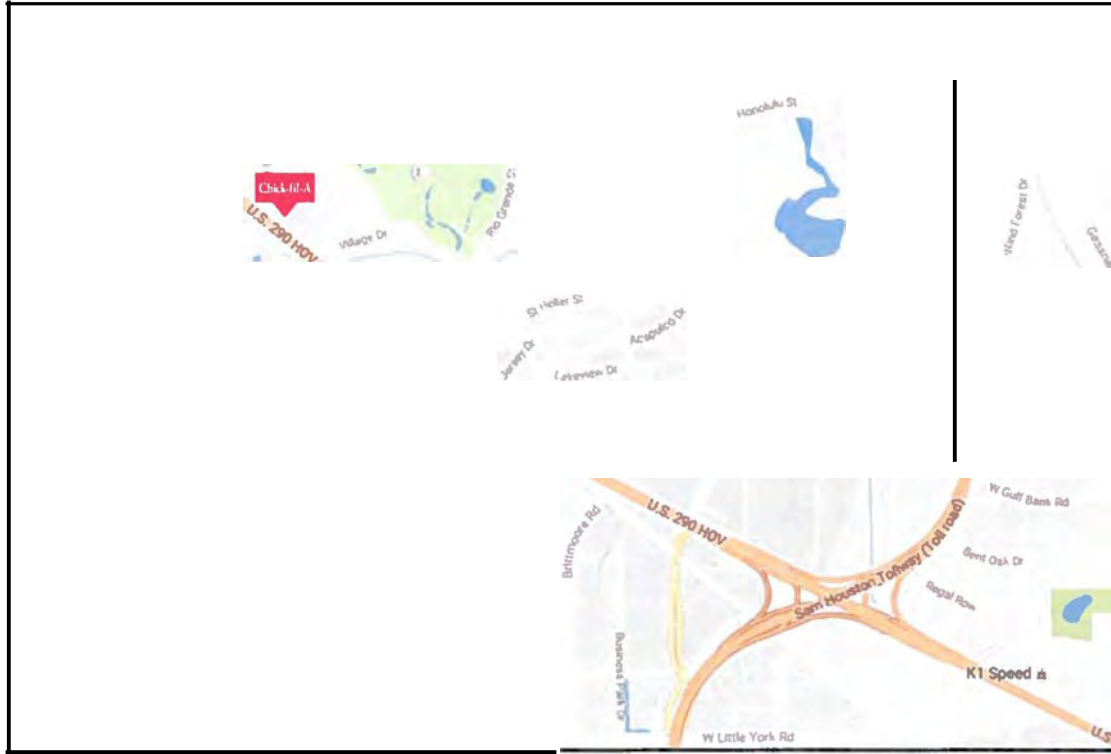 Honolulu St
Chick-fil-A
U.S. 290 HOV
Village Dr
Rio Grande St
Wind Forest Dr
Gessner
St Helier St
Jersey Dr
Acapulco Dr
Lakeview Dr
W Gulf Bank Rd
U.S. 290 HOV
Brittmoore Rd
Sam Houston Tollway (Toll road)
Bent Oak Dr
Regal Row
Business Park Dr
K1 Speed
W Little York Rd
U.S.